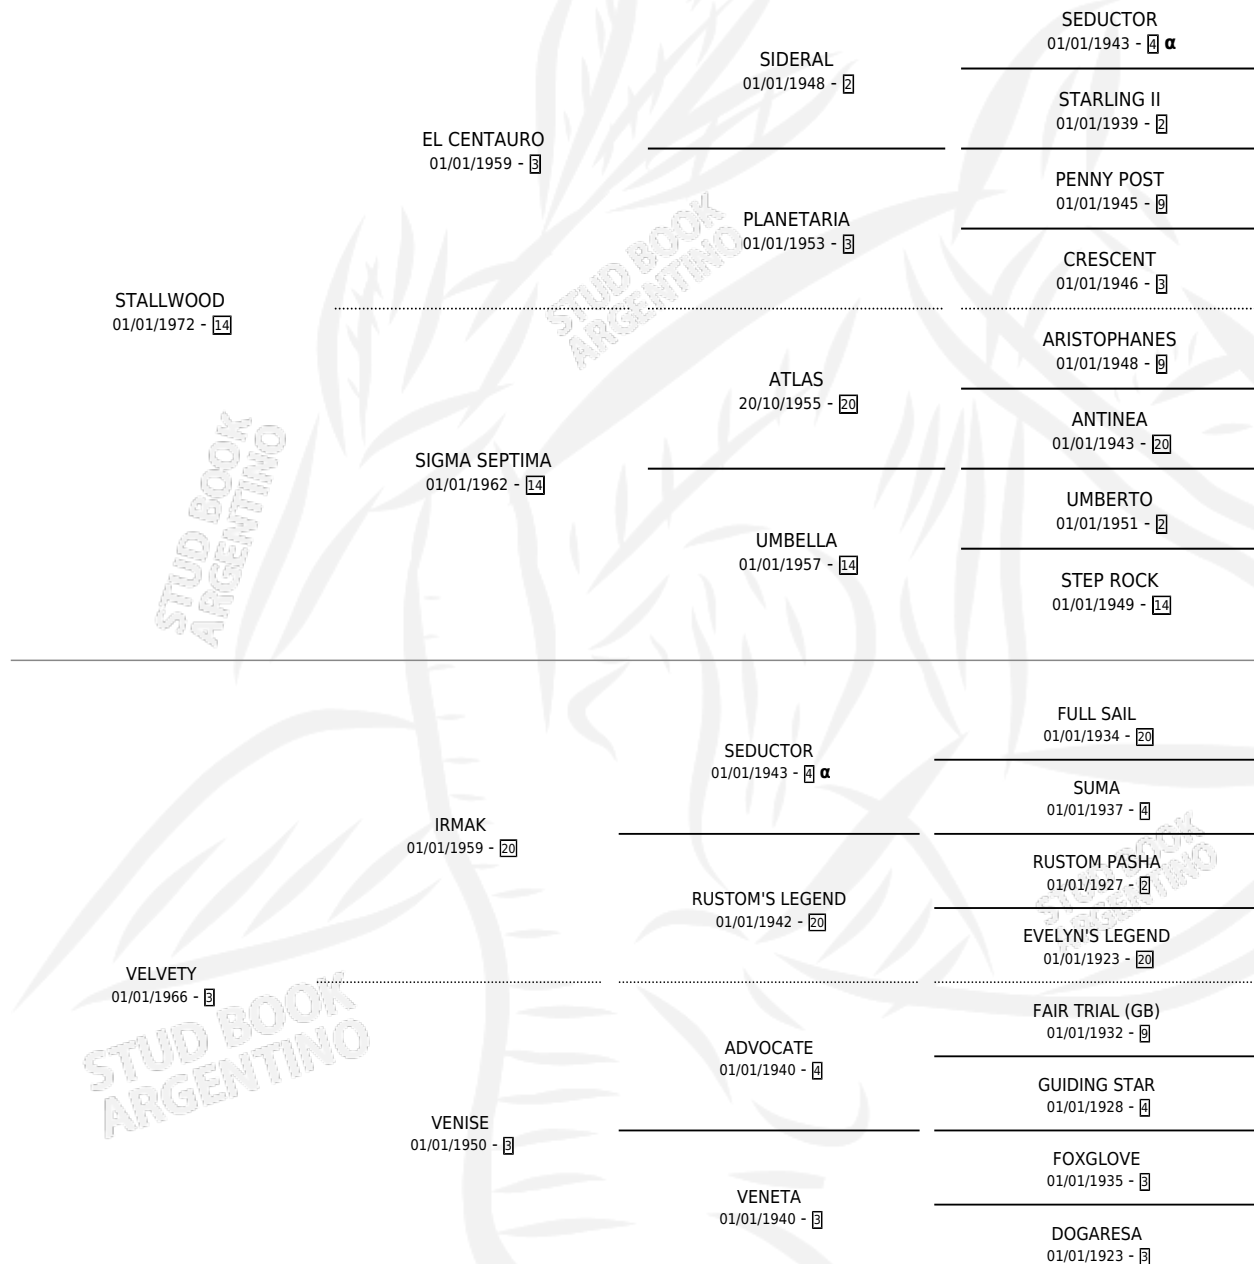 SEDUCTOR
01/01/1943 - 4 α
SIDERAL
01/01/1948 - 2
STARLING II
01/01/1939 - 2
EL CENTAURO
01/01/1959 - 3
PENNY POST
01/01/1945 - 9
PLANETARIA
01/01/1953 - 3
CRESCENT
01/01/1946 - 3
STUD BOOK
ARGENTINO
STALLWOOD
01/01/1972 - 14
ARISTOPHANES
01/01/1948 - 9
ATLAS
20/10/1955 - 20
ANTINEA
01/01/1943 - 20
SIGMA SEPTIMA
01/01/1962 - 14
UMBERTO
01/01/1951 - 2
UMBELLA
01/01/1957 - 14
STEP ROCK
01/01/1949 - 14
STUD BOOK
ARGENTINO
FULL SAIL
01/01/1934 - 20
SEDUCTOR
01/01/1943 - 4 α
SUMA
01/01/1937 - 4
IRMAK
01/01/1959 - 20
RUSTOM PASHA
01/01/1927 - 2
RUSTOM'S LEGEND
01/01/1942 - 20
EVELYN'S LEGEND
01/01/1923 - 20
STUD BOOK
ARGENTINO
VELVETY
01/01/1966 - 3
FAIR TRIAL (GB)
01/01/1932 - 9
ADVOCATE
01/01/1940 - 4
GUIDING STAR
01/01/1928 - 4
VENISE
01/01/1950 - 3
FOXGLOVE
01/01/1935 - 3
VENETA
01/01/1940 - 3
DOGARESA
01/01/1923 - 3
STUD BOOK
ARGENTINO